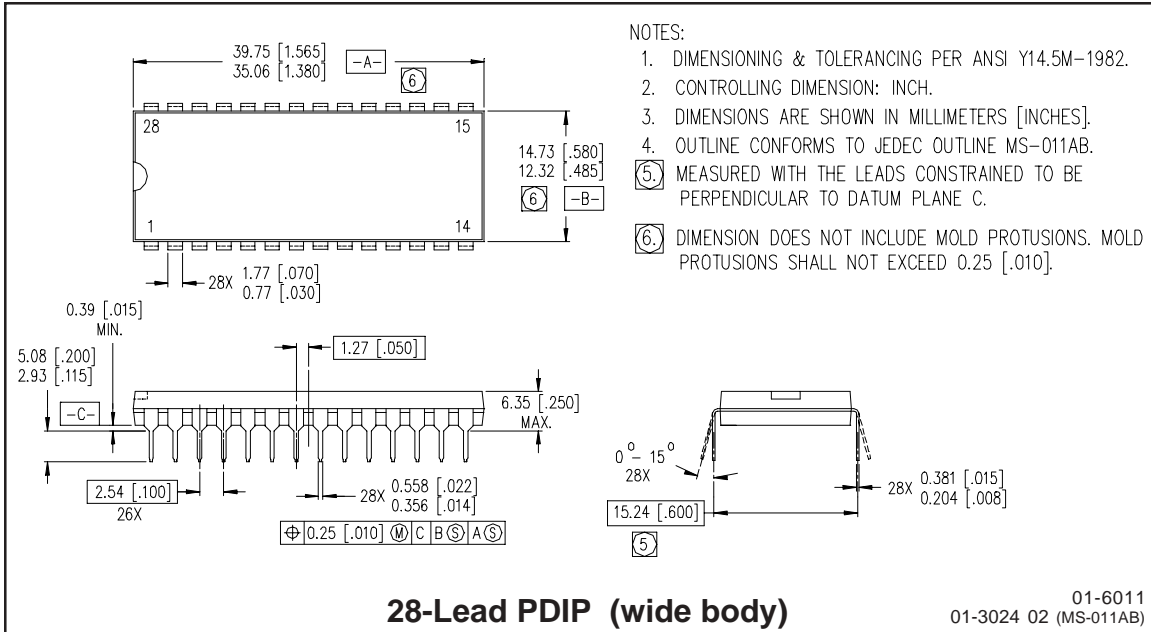 39.75 [1.565]
35.06 [1.380]
-A-
6
28
15
1
14
14.73 [.580]
12.32 [.485]
6
-B-
28X
1.77 [.070]
0.77 [.030]
NOTES:
1. DIMENSIONING & TOLERANCING PER ANSI Y14.5M-1982.
2. CONTROLLING DIMENSION: INCH.
3. DIMENSIONS ARE SHOWN IN MILLIMETERS [INCHES].
4. OUTLINE CONFORMS TO JEDEC OUTLINE MS-011AB.
5. MEASURED WITH THE LEADS CONSTRAINED TO BE
PERPENDICULAR TO DATUM PLANE C.
6. DIMENSION DOES NOT INCLUDE MOLD PROTUSIONS. MOLD
PROTUSIONS SHALL NOT EXCEED 0.25 [.010].
0.39 [.015]
MIN.
5.08 [.200]
2.93 [.115]
-C-
1.27 [.050]
6.35 [.250]
MAX.
2.54 [.100]
26X
28X
0.558 [.022]
0.356 [.014]
⌖ 0.25 [.010] Ⓜ C B Ⓢ A Ⓢ
0° - 15°
28X
15.24 [.600]
5
28X
0.381 [.015]
0.204 [.008]
28-Lead PDIP (wide body)
01-6011
01-3024 02 (MS-011AB)